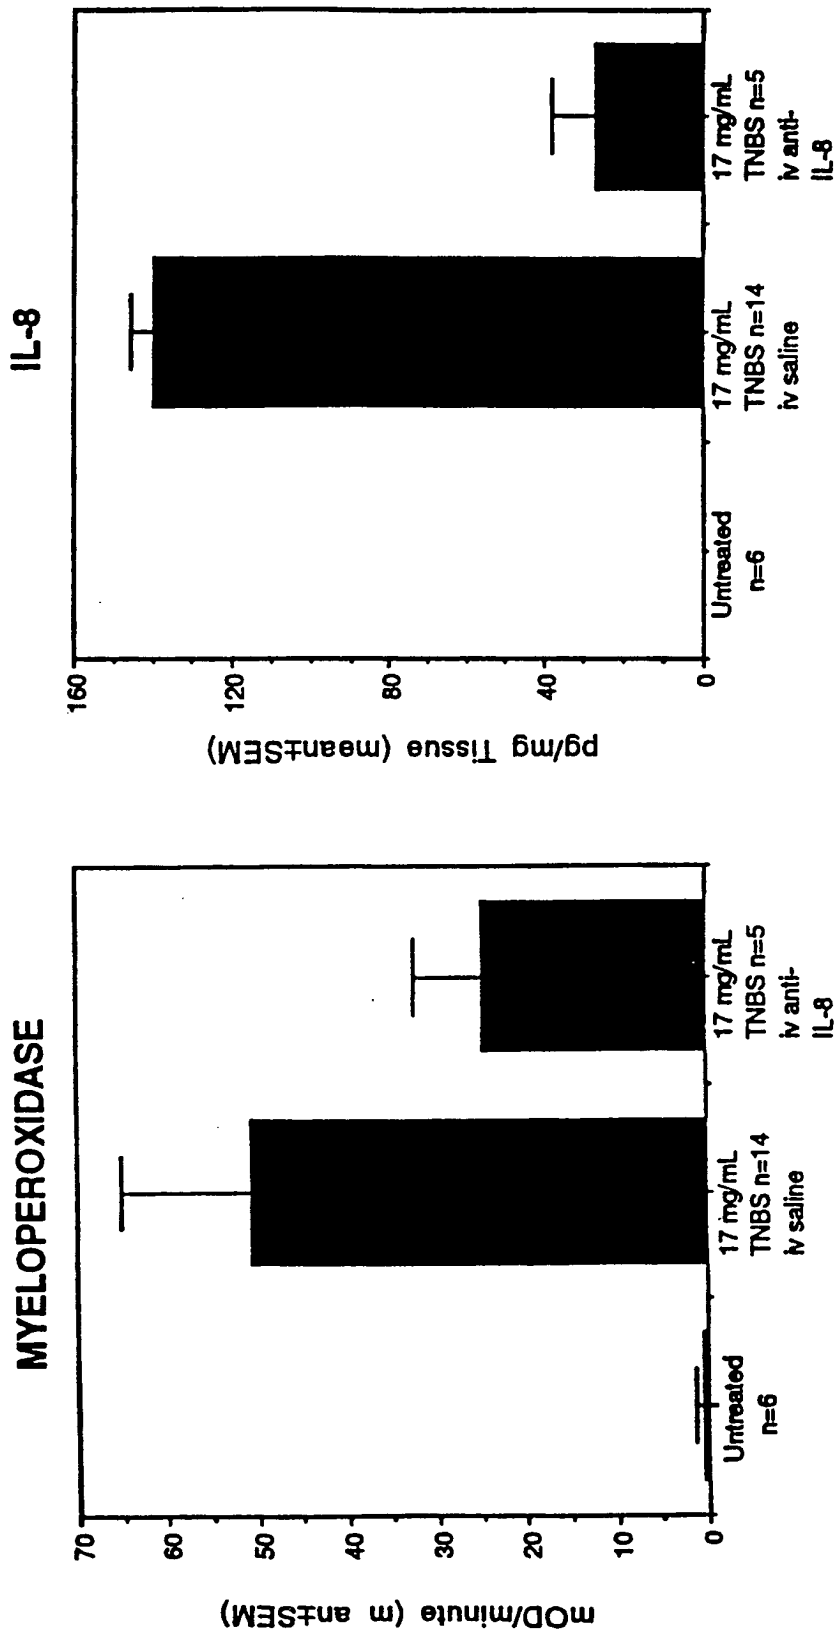 MYELOPEROXIDASE
mOD/minute (m an±SEM)
70
60
50
40
30
20
10
0
Untreated
n=6
17 mg/mL
TNBS n=14
iv saline
17 mg/mL
TNBS n=5
iv anti-
IL-8
IL-8
pg/mg Tissue (mean±SEM)
160
120
80
40
0
Untreated
n=6
17 mg/mL
TNBS n=14
iv saline
17 mg/mL
TNBS n=5
iv anti-
IL-8